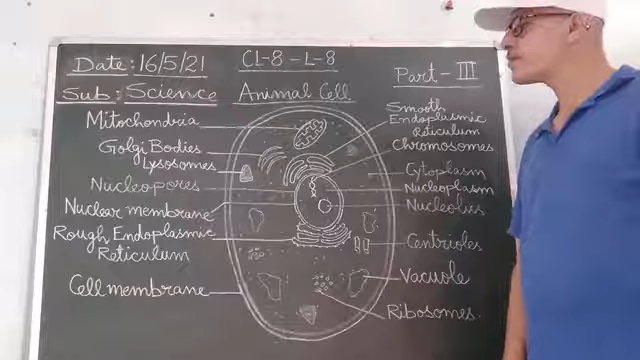 Date: 16/5/21
CL-8-L-8
Part-III
Sub: Science
Animal Cell
Mitochondria
Golgi Bodies
Lysosomes
Nucleopores
Nuclear membrane
Rough Endoplasmic
Reticulum
Cell membrane
Smooth
Endoplasmic
Reticulum
Chromosomes
Cytoplasm
Nucleoplasm
Nucleolus
Centrioles
Vacuole
Ribosomes